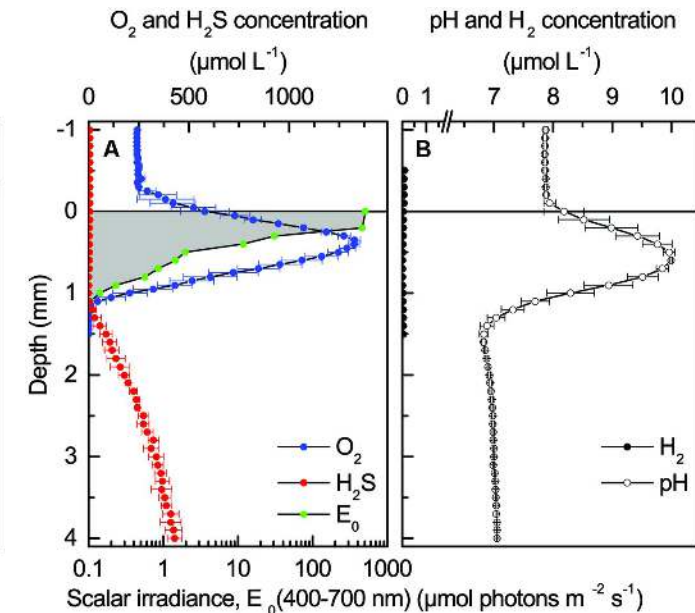 O₂ and H₂S concentration
(µmol L⁻¹)
pH and H₂ concentration
(µmol L⁻¹)
0 500 1000
0 1 7 8 9 10
A
B
Depth (mm)
-1
0
1
2
3
4
O₂
H₂S
E₀
H₂
pH
0.1 1 10 100 1000
Scalar irradiance, E₀(400-700 nm) (µmol photons m⁻² s⁻¹)